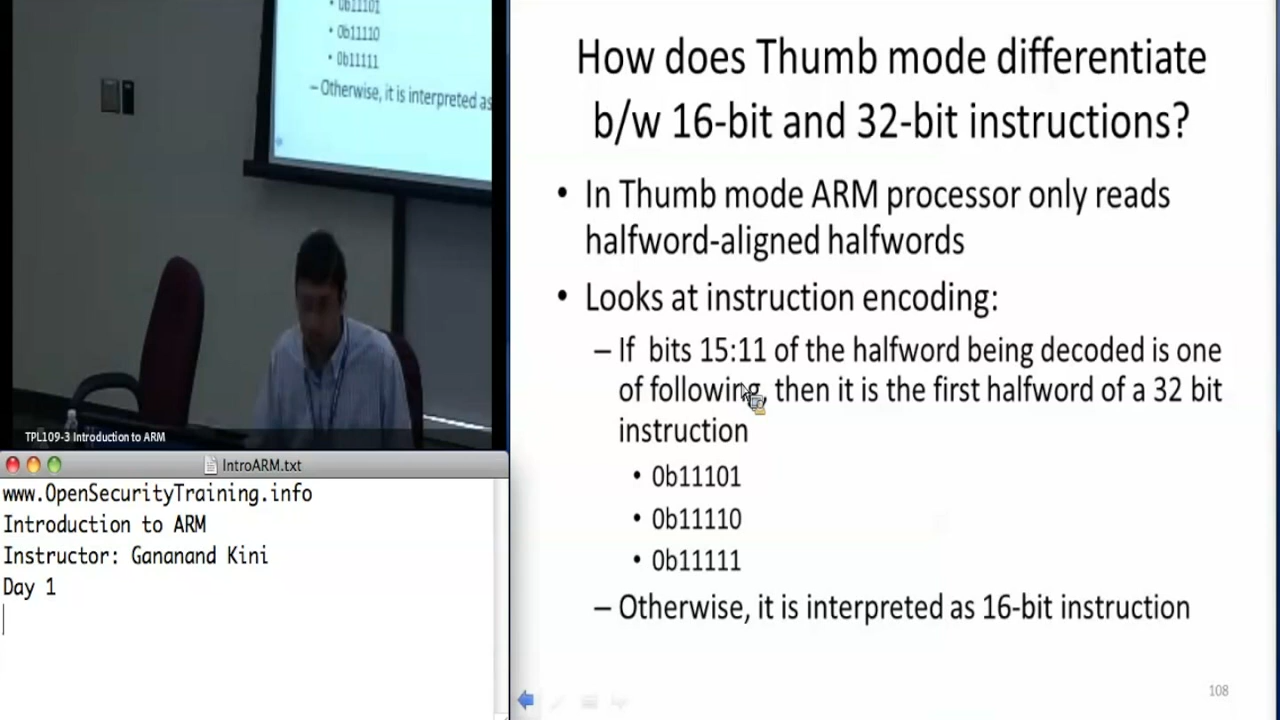 0b11101
• 0b11110
• 0b11111
– Otherwise, it is interpreted as
TPL109-3 Introduction to ARM
IntroARM.txt
www.OpenSecurityTraining.info
Introduction to ARM
Instructor: Gananand Kini
Day 1
How does Thumb mode differentiate
b/w 16-bit and 32-bit instructions?
• In Thumb mode ARM processor only reads
halfword-aligned halfwords
• Looks at instruction encoding:
– If bits 15:11 of the halfword being decoded is one
of following, then it is the first halfword of a 32 bit
instruction
• 0b11101
• 0b11110
• 0b11111
– Otherwise, it is interpreted as 16-bit instruction
108